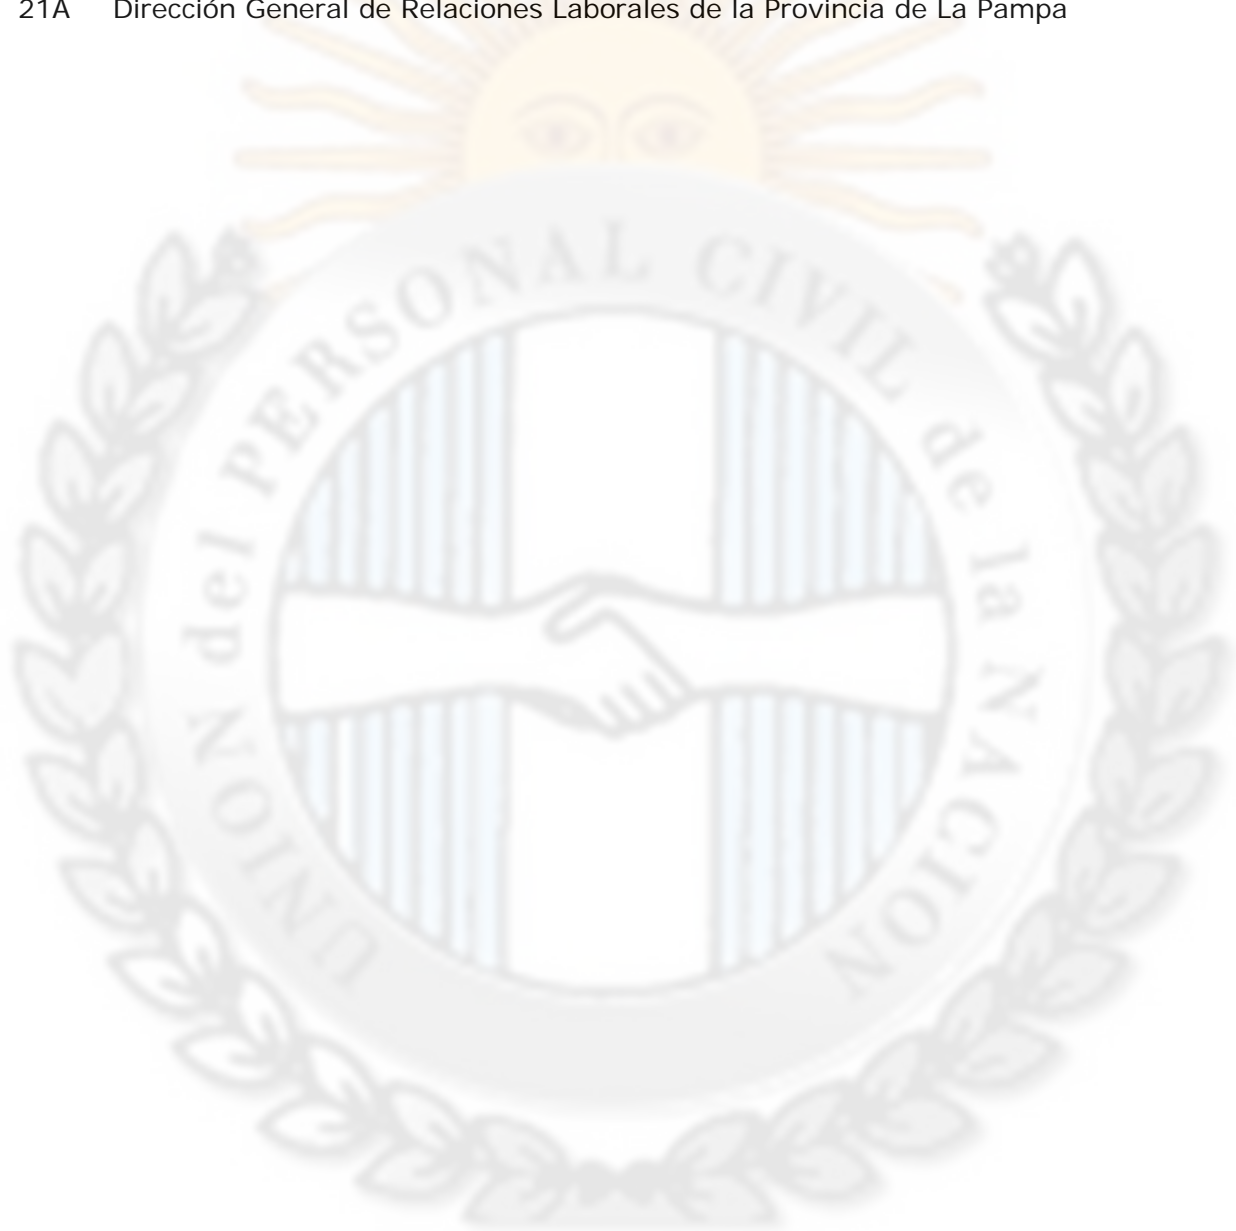 21A Dirección General de Relaciones Laborales de la Provincia de La Pampa
UNION del PERSONAL CIVIL de la NACION